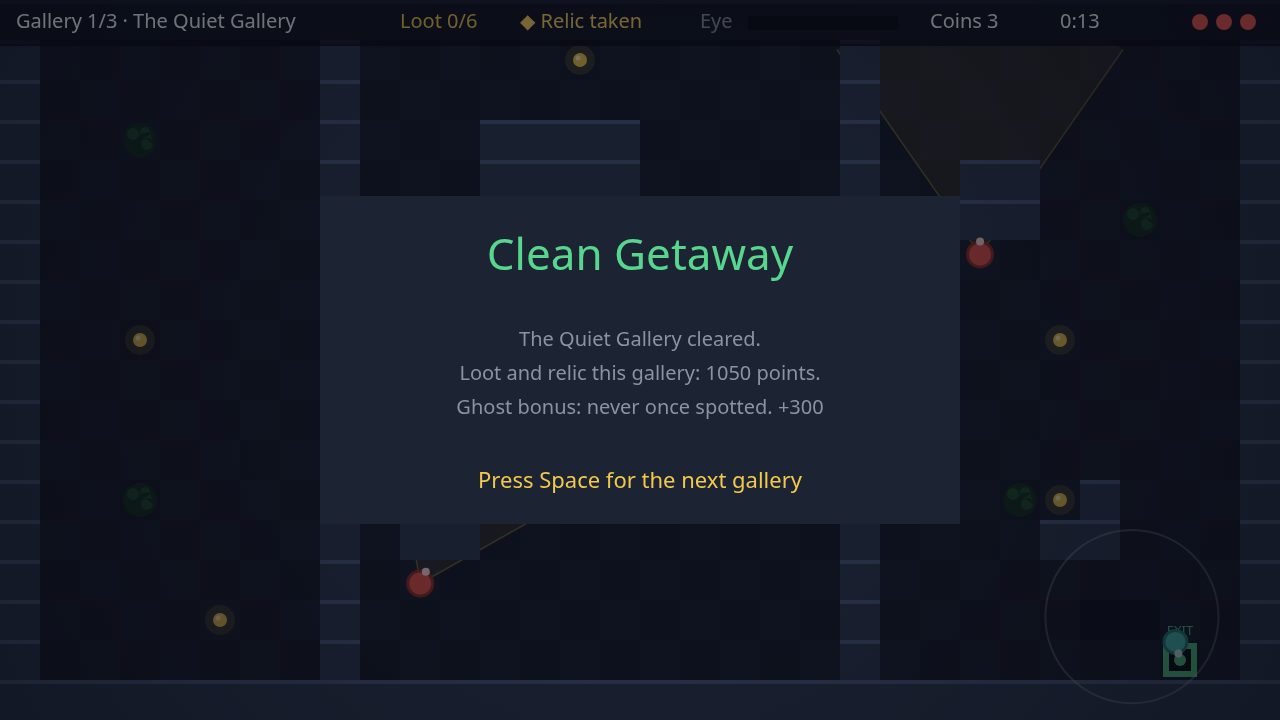 Gallery 1/3 · The Quiet Gallery Loot 0/6 ◆ Relic taken Eye Coins 3 0:13
Clean Getaway
The Quiet Gallery cleared.
Loot and relic this gallery: 1050 points.
Ghost bonus: never once spotted. +300
Press Space for the next gallery
EXIT